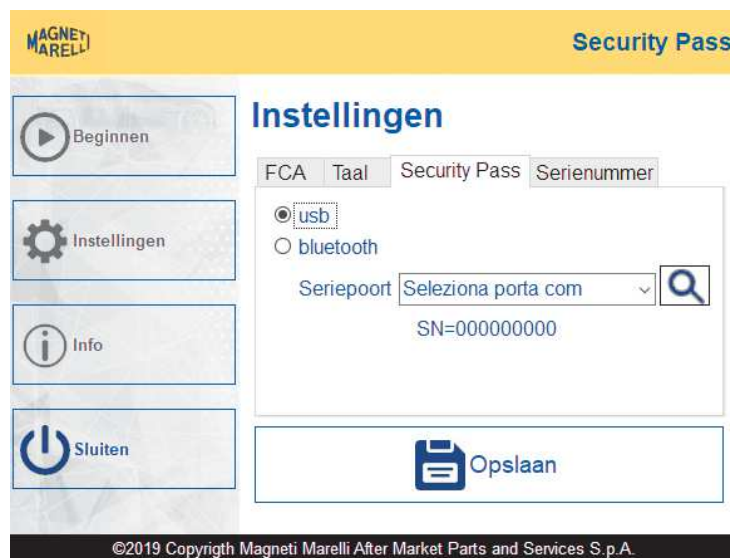 MAGNETI
MARELLI
Security Pass
Beginnen
Instellingen
Info
Sluiten
Instellingen
FCA Taal Security Pass Serienummer
usb
bluetooth
Seriepoort Seleziona porta com
SN=000000000
Opslaan
©2019 Copyrigth Magneti Marelli After Market Parts and Services S.p.A.